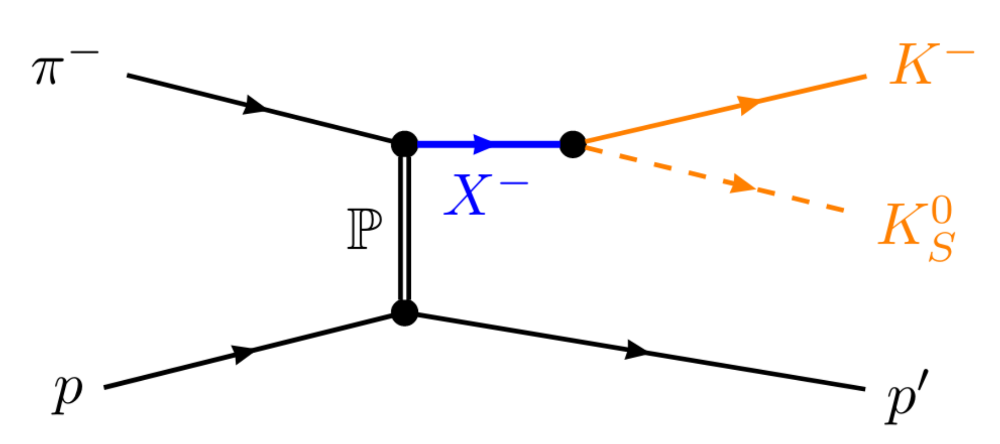 π⁻
K⁻
X⁻
ℙ
K⁰_S
p
p′